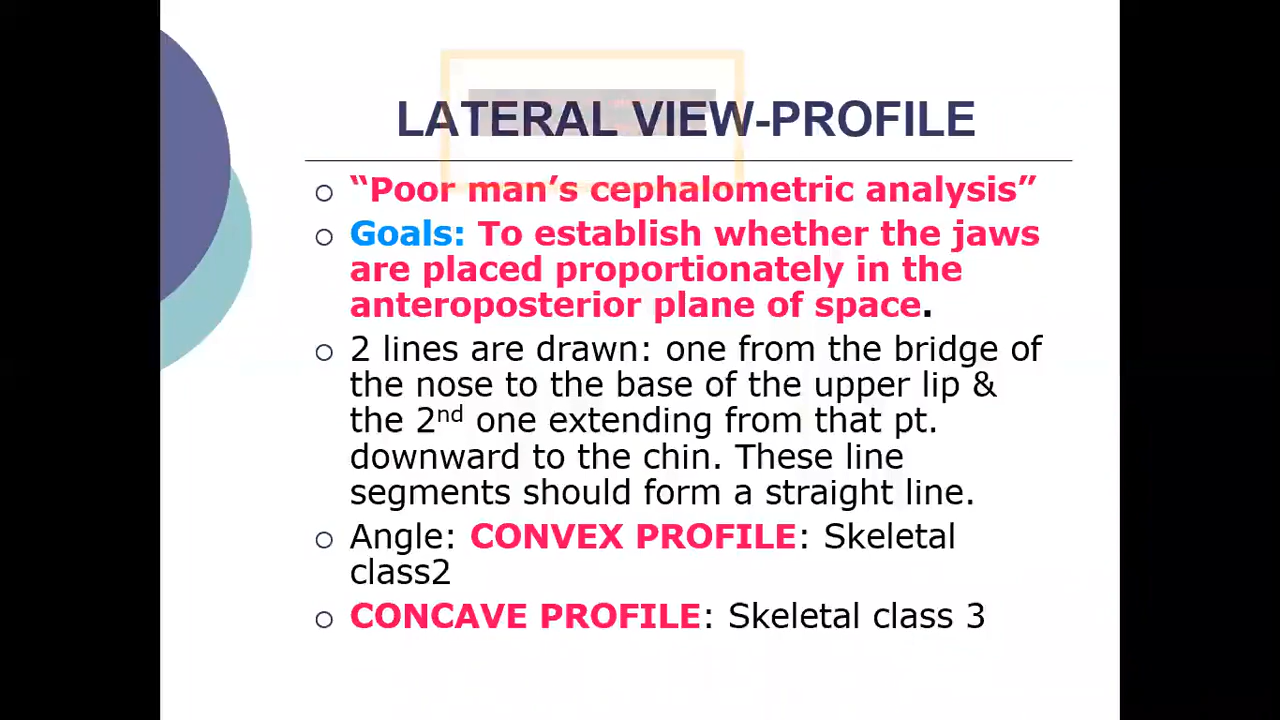 LATERAL VIEW-PROFILE
“Poor man’s cephalometric analysis”
Goals: To establish whether the jaws
are placed proportionately in the
anteroposterior plane of space.
2 lines are drawn: one from the bridge of
the nose to the base of the upper lip &
the 2nd one extending from that pt.
downward to the chin. These line
segments should form a straight line.
Angle: CONVEX PROFILE: Skeletal
class2
CONCAVE PROFILE: Skeletal class 3